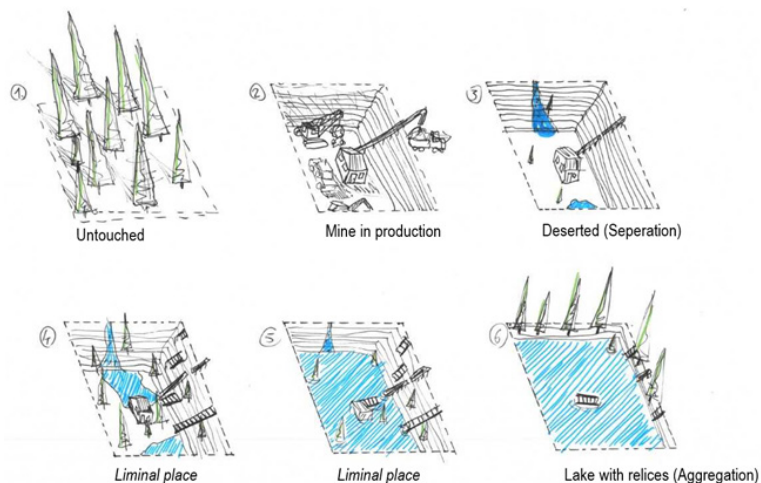 1
Untouched
2
Mine in production
3
Deserted (Seperation)
4
Liminal place
5
Liminal place
6
Lake with relices (Aggregation)